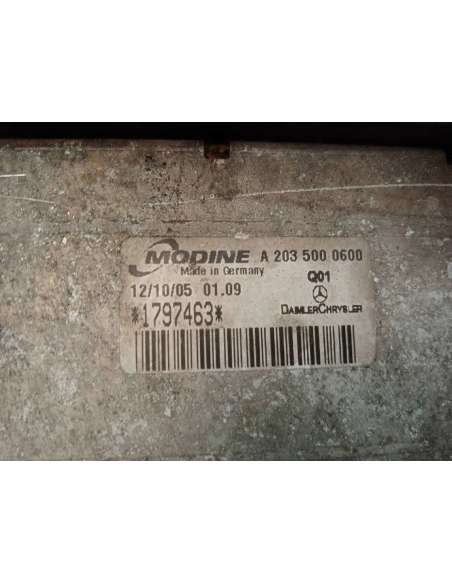 MODINE A 203 500 0600
Made in Germany Q01
12/10/05 01.09
*1797463* DAIMLERCHRYSLER